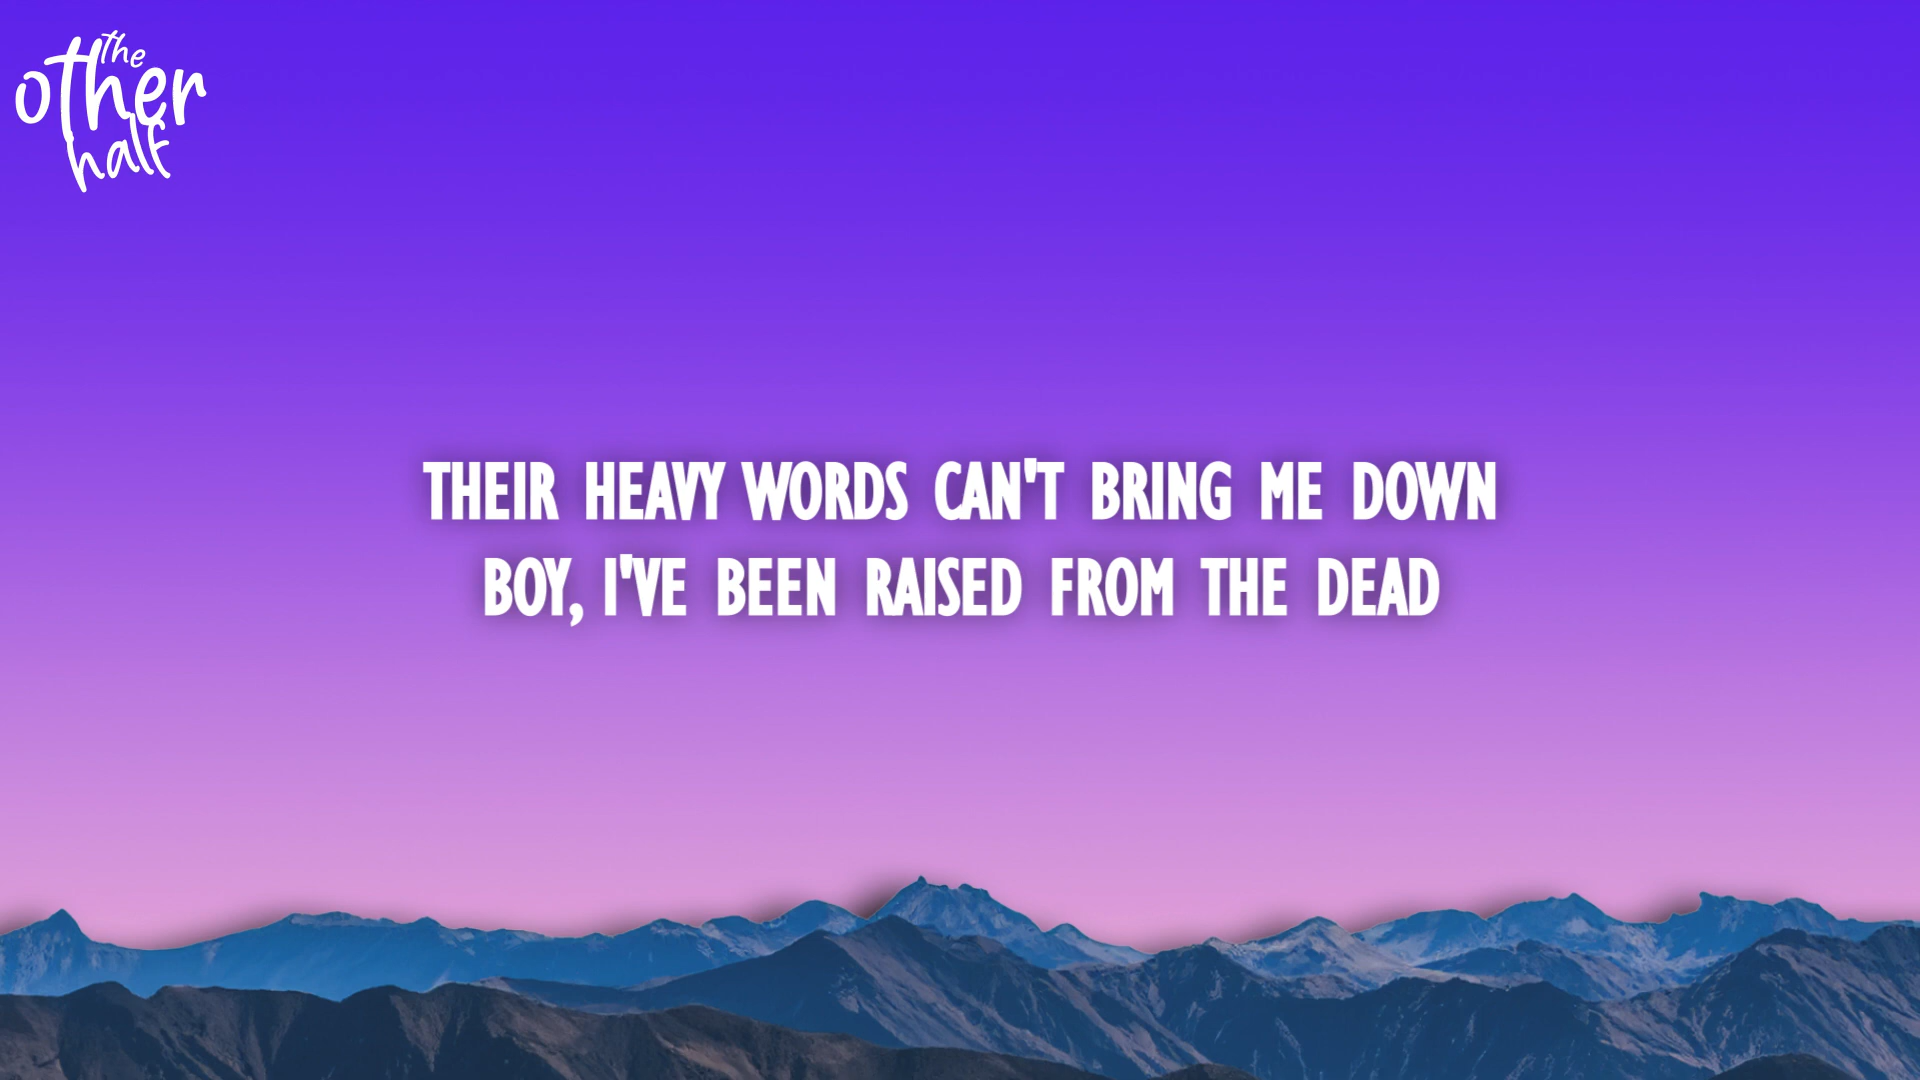 the
other
half
THEIR HEAVY WORDS CAN'T BRING ME DOWN
BOY, I'VE BEEN RAISED FROM THE DEAD